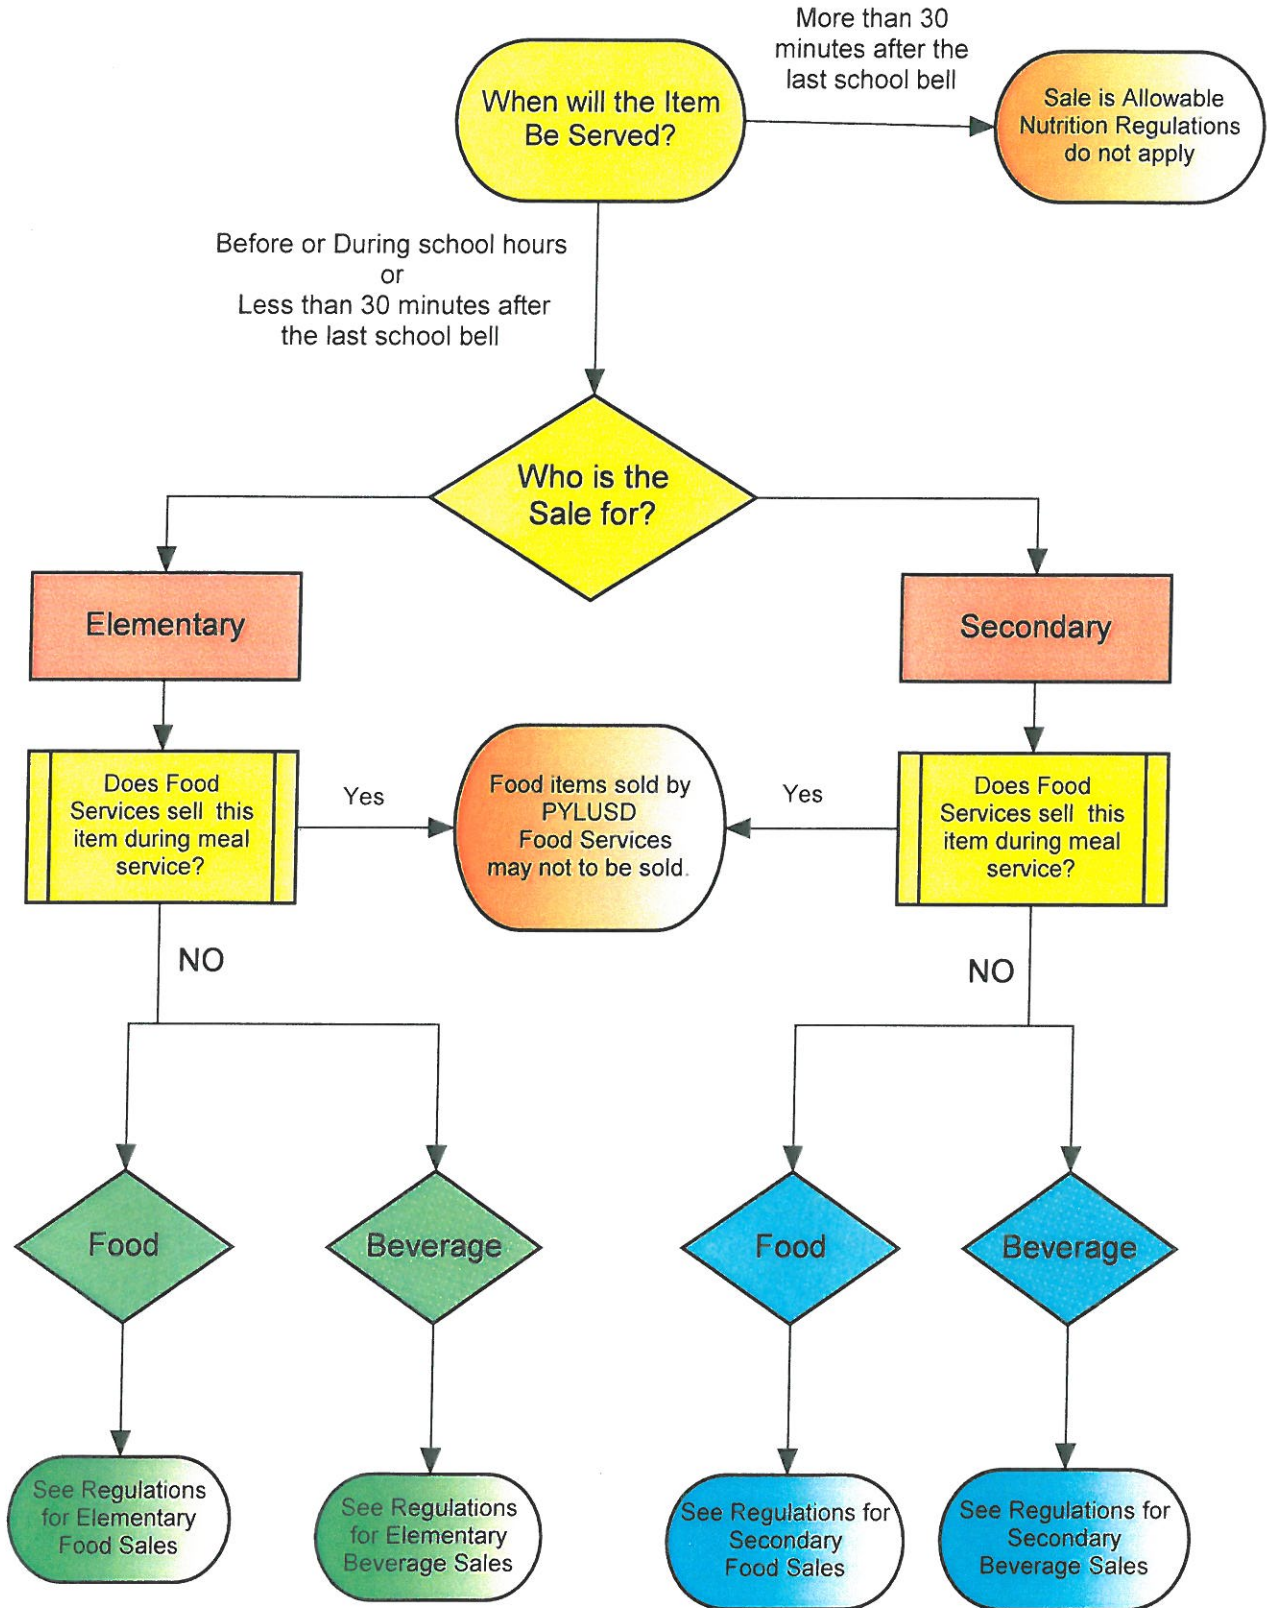 More than 30
minutes after the
last school bell
When will the Item
Be Served?
Sale is Allowable
Nutrition Regulations
do not apply
Before or During school hours
or
Less than 30 minutes after
the last school bell
Who is the
Sale for?
Elementary
Secondary
Does Food
Services sell this
item during meal
service?
Yes
Food items sold by
PYLUSD
Food Services
may not to be sold.
Yes
Does Food
Services sell this
item during meal
service?
NO
NO
Food
Beverage
Food
Beverage
See Regulations
for Elementary
Food Sales
See Regulations
for Elementary
Beverage Sales
See Regulations for
Secondary
Food Sales
See Regulations for
Secondary
Beverage Sales